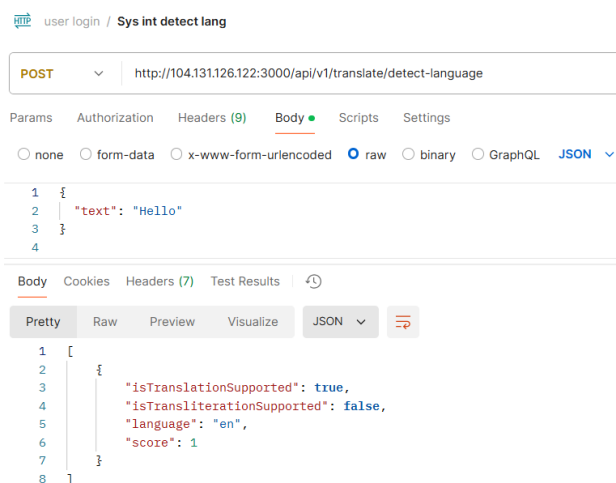 HTTP user login / Sys int detect lang
POST http://104.131.126.122:3000/api/v1/translate/detect-language
Params Authorization Headers (9) Body Scripts Settings
none form-data x-www-form-urlencoded raw binary GraphQL JSON
1 {
2 "text": "Hello"
3 }
4
Body Cookies Headers (7) Test Results
Pretty Raw Preview Visualize JSON
1 [
2 {
3 "isTranslationSupported": true,
4 "isTransliterationSupported": false,
5 "language": "en",
6 "score": 1
7 }
8 ]